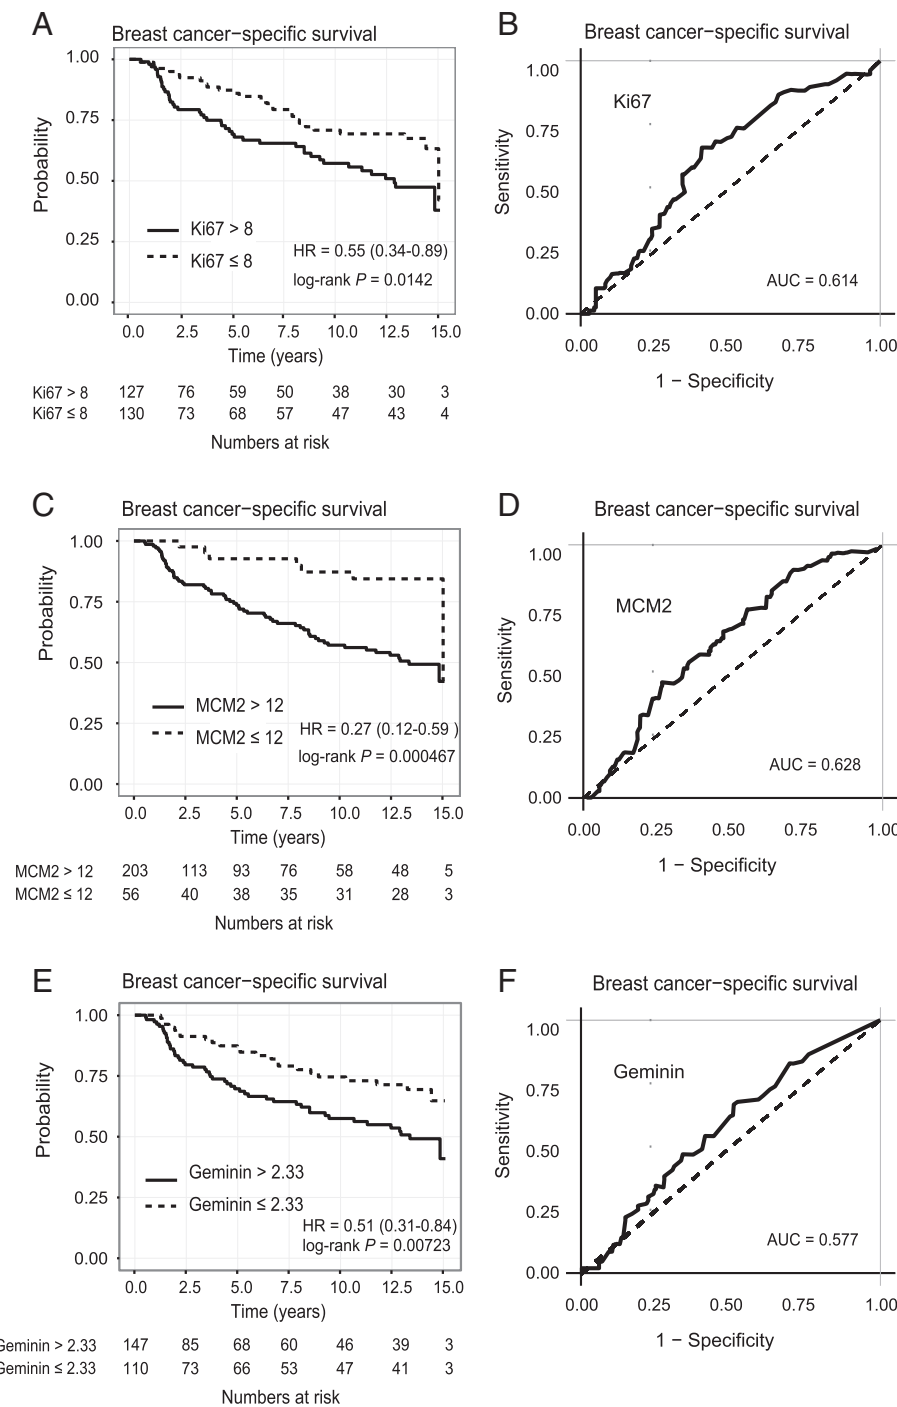 A
Breast cancer−specific survival
1.00
0.75
0.50
0.25
0.00
Probability
Ki67 > 8
Ki67 ≤ 8
HR = 0.55 (0.34-0.89)
log-rank P = 0.0142
0.0 2.5 5.0 7.5 10.0 12.5 15.0
Time (years)
Ki67 > 8 127 76 59 50 38 30 3
Ki67 ≤ 8 130 73 68 57 47 43 4
Numbers at risk
B
Breast cancer−specific survival
1.00
0.75
0.50
0.25
0.00
Sensitivity
Ki67
AUC = 0.614
0.00 0.25 0.50 0.75 1.00
1 − Specificity
C
Breast cancer−specific survival
1.00
0.75
0.50
0.25
0.00
Probability
MCM2 > 12
MCM2 ≤ 12
HR = 0.27 (0.12-0.59 )
log-rank P = 0.000467
0.0 2.5 5.0 7.5 10.0 12.5 15.0
Time (years)
MCM2 > 12 203 113 93 76 58 48 5
MCM2 ≤ 12 56 40 38 35 31 28 3
Numbers at risk
D
Breast cancer−specific survival
1.00
0.75
0.50
0.25
0.00
Sensitivity
MCM2
AUC = 0.628
0.00 0.25 0.50 0.75 1.00
1 − Specificity
E
Breast cancer−specific survival
1.00
0.75
0.50
0.25
0.00
Probability
Geminin > 2.33
Geminin ≤ 2.33
HR = 0.51 (0.31-0.84)
log-rank P = 0.00723
0.0 2.5 5.0 7.5 10.0 12.5 15.0
Time (years)
Geminin > 2.33 147 85 68 60 46 39 3
Geminin ≤ 2.33 110 73 66 53 47 41 3
Numbers at risk
F
Breast cancer−specific survival
1.00
0.75
0.50
0.25
0.00
Sensitivity
Geminin
AUC = 0.577
0.00 0.25 0.50 0.75 1.00
1 − Specificity